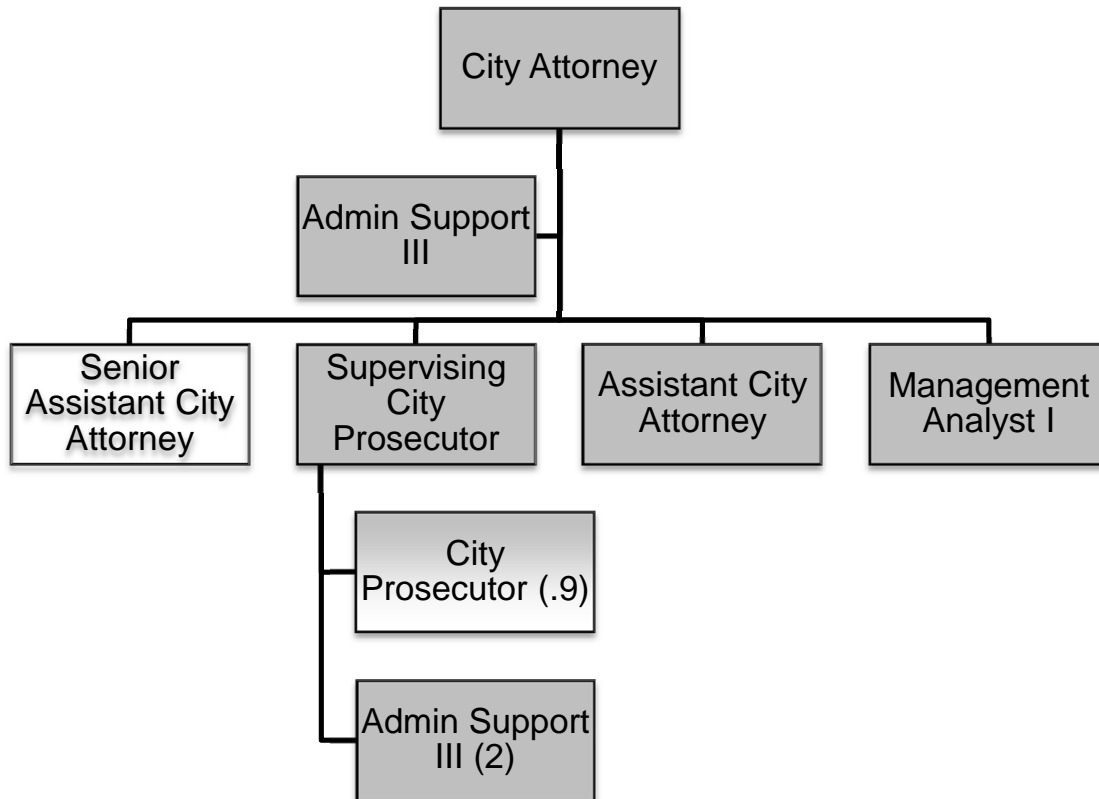 City Attorney
Admin Support
III
Senior
Assistant City
Attorney
Supervising
City
Prosecutor
Assistant City
Attorney
Management
Analyst I
City
Prosecutor (.9)
Admin Support
III (2)